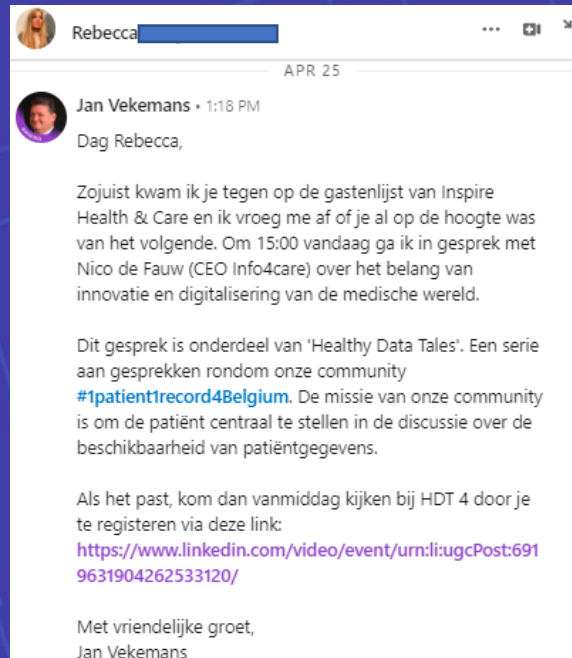 Rebecca
APR 25
Jan Vekemans • 1:18 PM
Dag Rebecca,
Zojuist kwam ik je tegen op de gastenlijst van Inspire
Health & Care en ik vroeg me af of je al op de hoogte was
van het volgende. Om 15:00 vandaag ga ik in gesprek met
Nico de Fauw (CEO Info4care) over het belang van
innovatie en digitalisering van de medische wereld.
Dit gesprek is onderdeel van 'Healthy Data Tales'. Een serie
aan gesprekken rondom onze community
#1patient1record4Belgium. De missie van onze community
is om de patiënt centraal te stellen in de discussie over de
beschikbaarheid van patiëntgegevens.
Als het past, kom dan vanmiddag kijken bij HDT 4 door je
te registeren via deze link:
https://www.linkedin.com/video/event/urn:li:ugcPost:691
9631904262533120/
Met vriendelijke groet,
Jan Vekemans